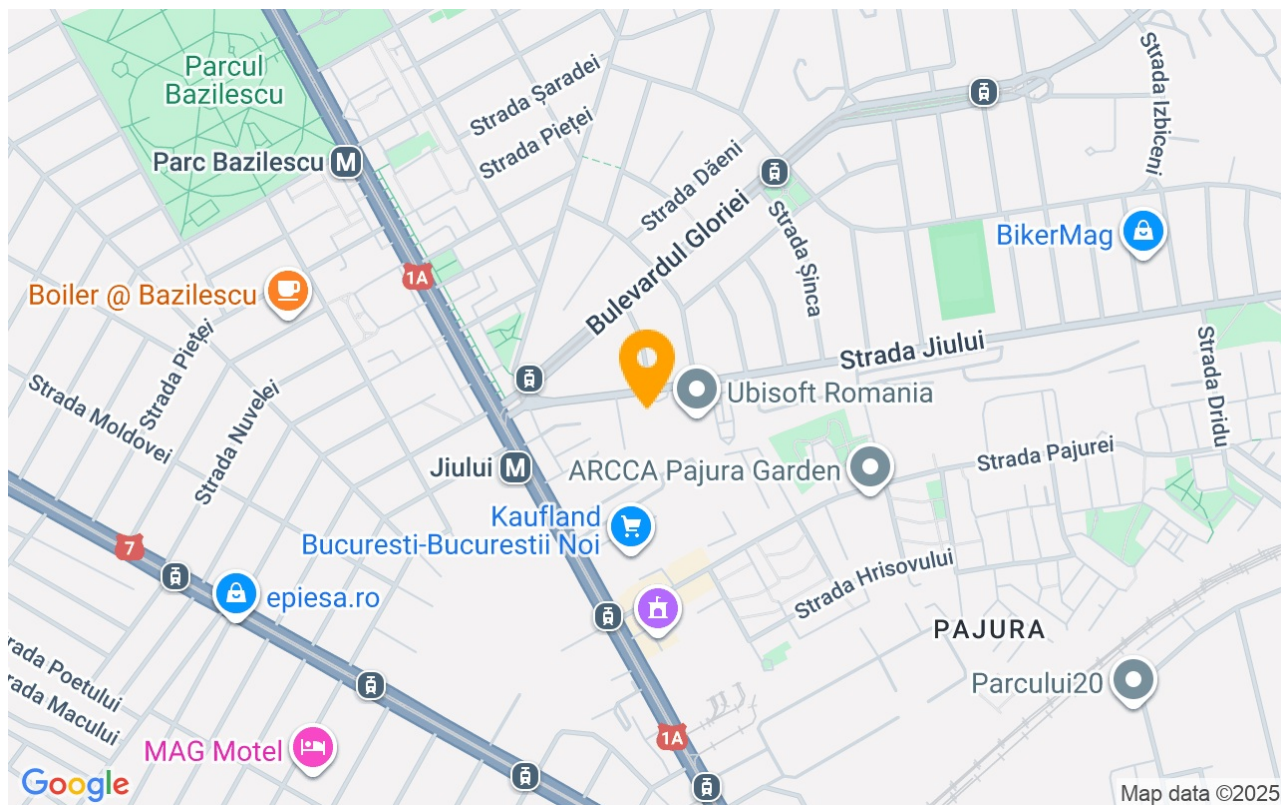 Parcul
Bazilescu
Strada Șaradei
Strada Izbiceni
Strada Pieței
Parc Bazilescu
M
Strada Dăeni
Bulevardul Gloriei
Strada Șinca
BikerMag
1A
Boiler @ Bazilescu
Strada Pieței
Strada Jiului
Strada Moldovei
Strada Nuvelei
Ubisoft Romania
Strada Dridu
Jiului
M
ARCCA Pajura Garden
Strada Pajurei
Kaufland
Bucuresti-Bucurestii Noi
7
epiesa.ro
Strada Hrisovului
PAJURA
rada Poetului
rada Macului
Parcului20
MAG Motel
1A
Google
Map data ©2025